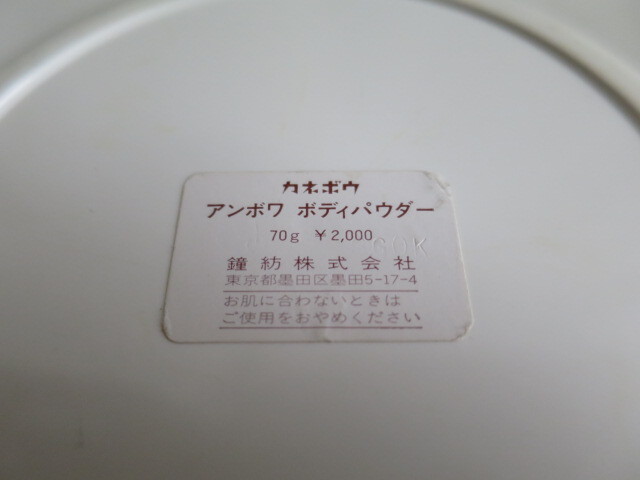 カネボウ
アンボワ ボディパウダー
70g ¥2,000
鐘紡株式会社
東京都墨田区墨田5-17-4
お肌に合わないときは
ご使用をおやめください